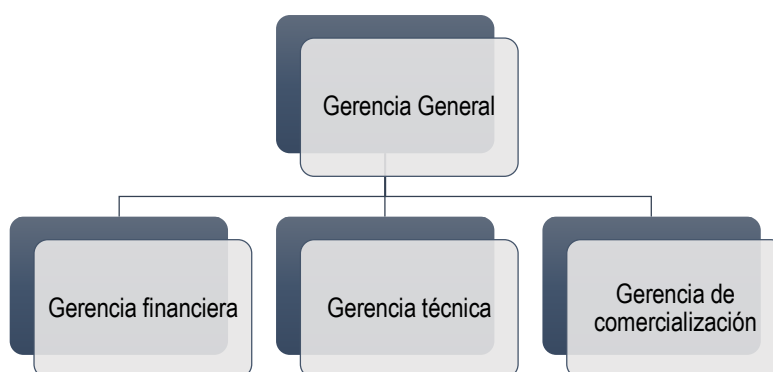 Gerencia General
Gerencia financiera
Gerencia técnica
Gerencia de
comercialización